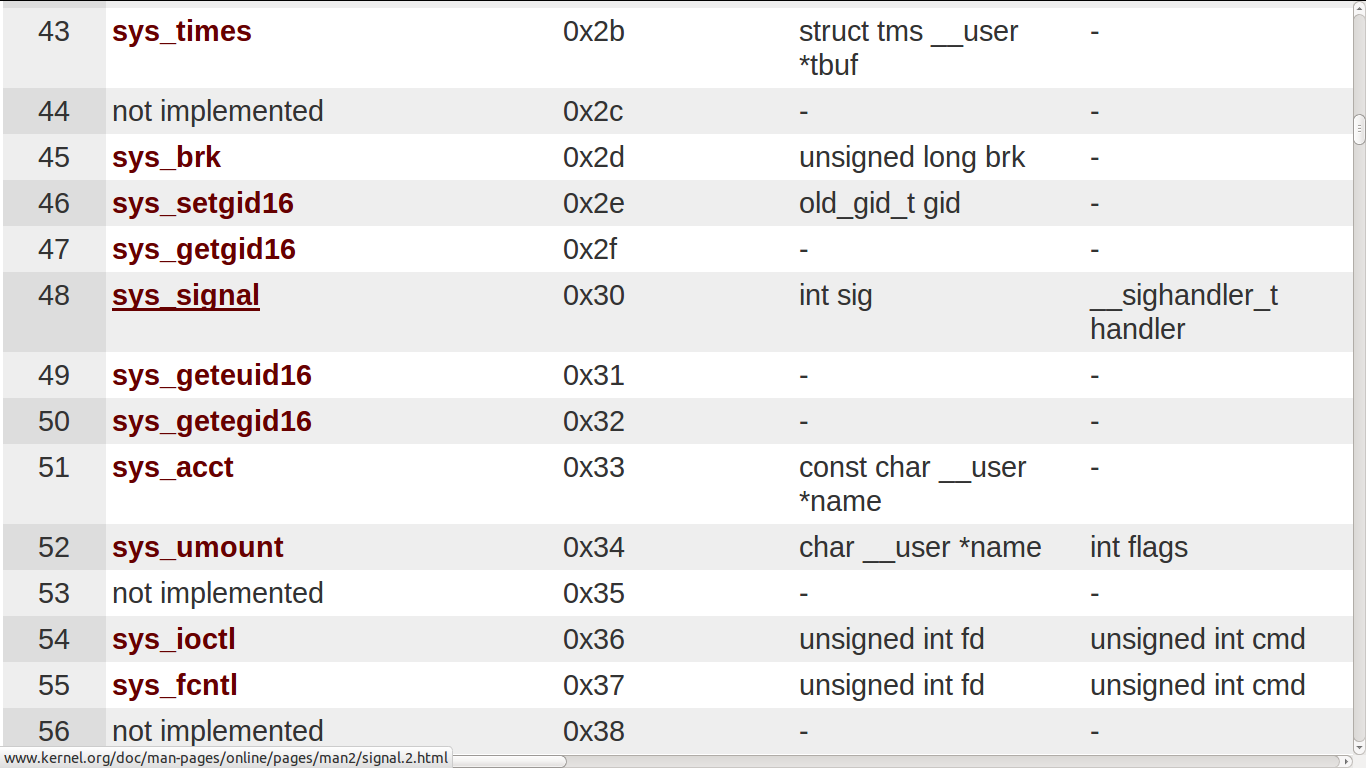 43 sys_times 0x2b struct tms __user -
*tbuf
44 not implemented 0x2c - -
45 sys_brk 0x2d unsigned long brk -
46 sys_setgid16 0x2e old_gid_t gid -
47 sys_getgid16 0x2f - -
48 sys_signal 0x30 int sig __sighandler_t
handler
49 sys_geteuid16 0x31 - -
50 sys_getegid16 0x32 - -
51 sys_acct 0x33 const char __user -
*name
52 sys_umount 0x34 char __user *name int flags
53 not implemented 0x35 - -
54 sys_ioctl 0x36 unsigned int fd unsigned int cmd
55 sys_fcntl 0x37 unsigned int fd unsigned int cmd
56 not implemented 0x38 - -
www.kernel.org/doc/man-pages/online/pages/man2/signal.2.html